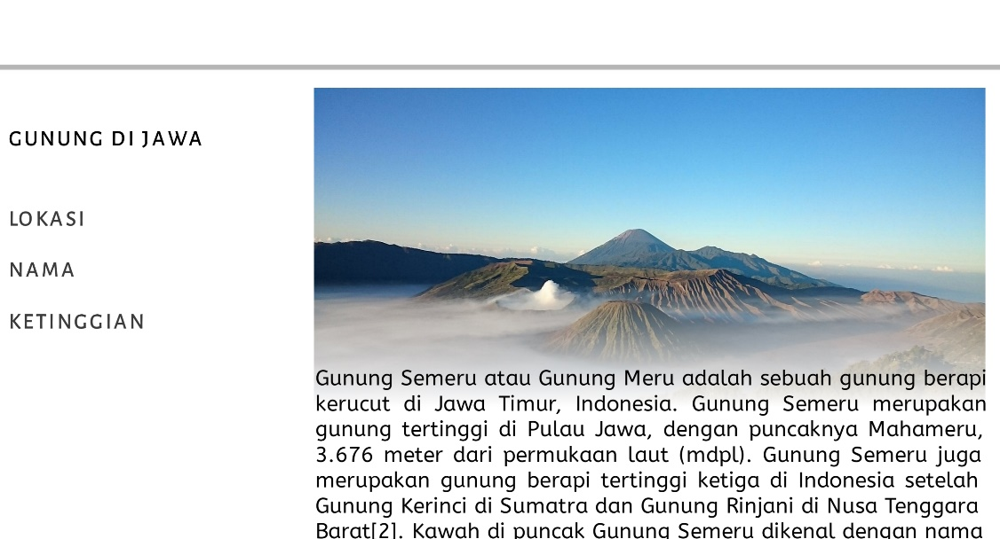 GUNUNG DI JAWA
LOKASI
NAMA
KETINGGIAN
Gunung Semeru atau Gunung Meru adalah sebuah gunung berapi
kerucut di Jawa Timur, Indonesia. Gunung Semeru merupakan
gunung tertinggi di Pulau Jawa, dengan puncaknya Mahameru,
3.676 meter dari permukaan laut (mdpl). Gunung Semeru juga
merupakan gunung berapi tertinggi ketiga di Indonesia setelah
Gunung Kerinci di Sumatra dan Gunung Rinjani di Nusa Tenggara
Barat[2]. Kawah di puncak Gunung Semeru dikenal dengan nama